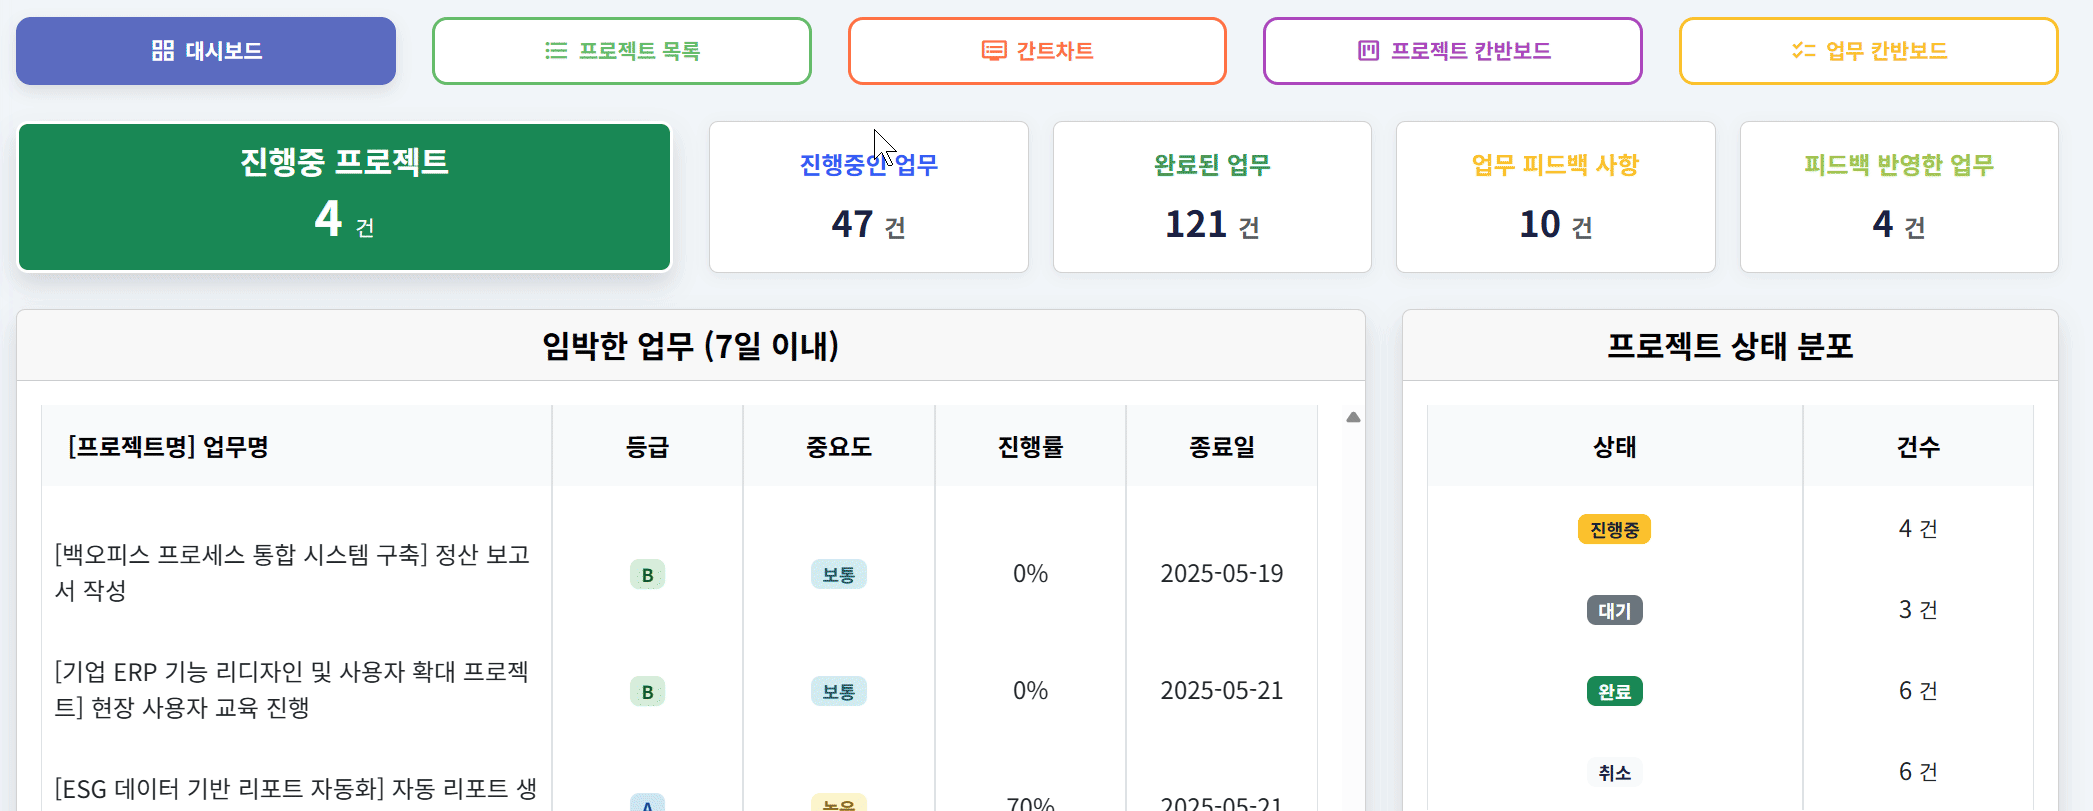 대시보드
프로젝트 목록
간트차트
프로젝트 칸반보드
업무 칸반보드
진행중 프로젝트
4 건
진행중인 업무
47 건
완료된 업무
121 건
업무 피드백 사항
10 건
피드백 반영한 업무
4 건
임박한 업무 (7일 이내)
[프로젝트명] 업무명
등급
중요도
진행률
종료일
[백오피스 프로세스 통합 시스템 구축] 정산 보고
서 작성
B
보통
0%
2025-05-19
[기업 ERP 기능 리디자인 및 사용자 확대 프로젝
트] 현장 사용자 교육 진행
B
보통
0%
2025-05-21
[ESG 데이터 기반 리포트 자동화] 자동 리포트 생
A
높음
70%
2025-05-21
프로젝트 상태 분포
상태
건수
진행중
4 건
대기
3 건
완료
6 건
취소
6 건